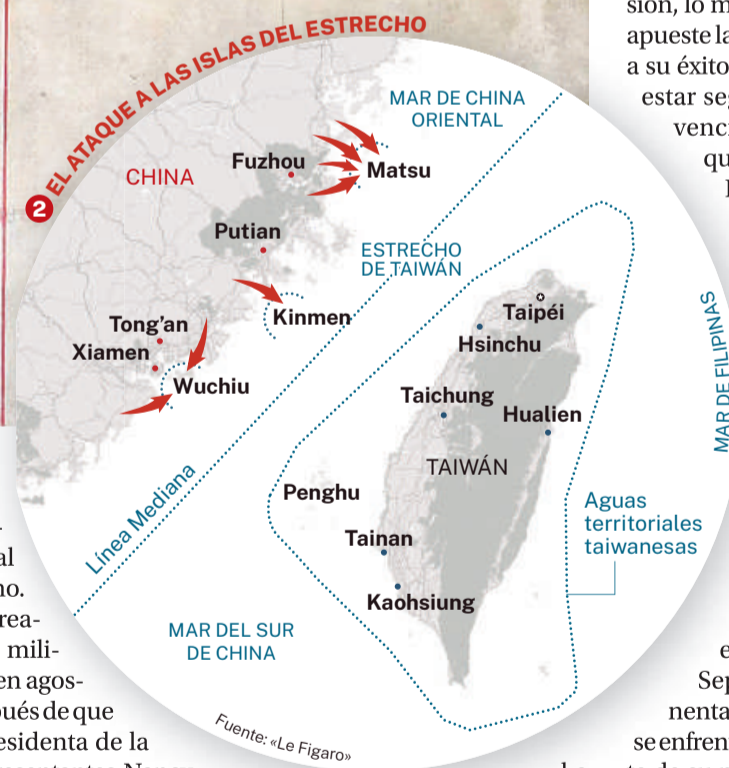 2 EL ATAQUE A LAS ISLAS DEL ESTRECHO
MAR DE CHINA
ORIENTAL
Fuzhou
Matsu
CHINA
Putian
ESTRECHO
DE TAIWÁN
Kinmen
Tong'an
Xiamen
Wuchiu
Taipéi
Hsinchu
Taichung
Hualien
TAIWÁN
Penghu
Tainan
Kaohsiung
Línea Mediana
Aguas
territoriales
taiwanesas
MAR DE FILIPINAS
MAR DEL SUR
DE CHINA
Fuente: «Le Figaro»
sión, lo m
apueste la
a su éxito
estar seg
venci
qu
al
no.
rea-
mili-
en agos-
pués de que
esidenta de la
e
Sep
nenta
se enfren